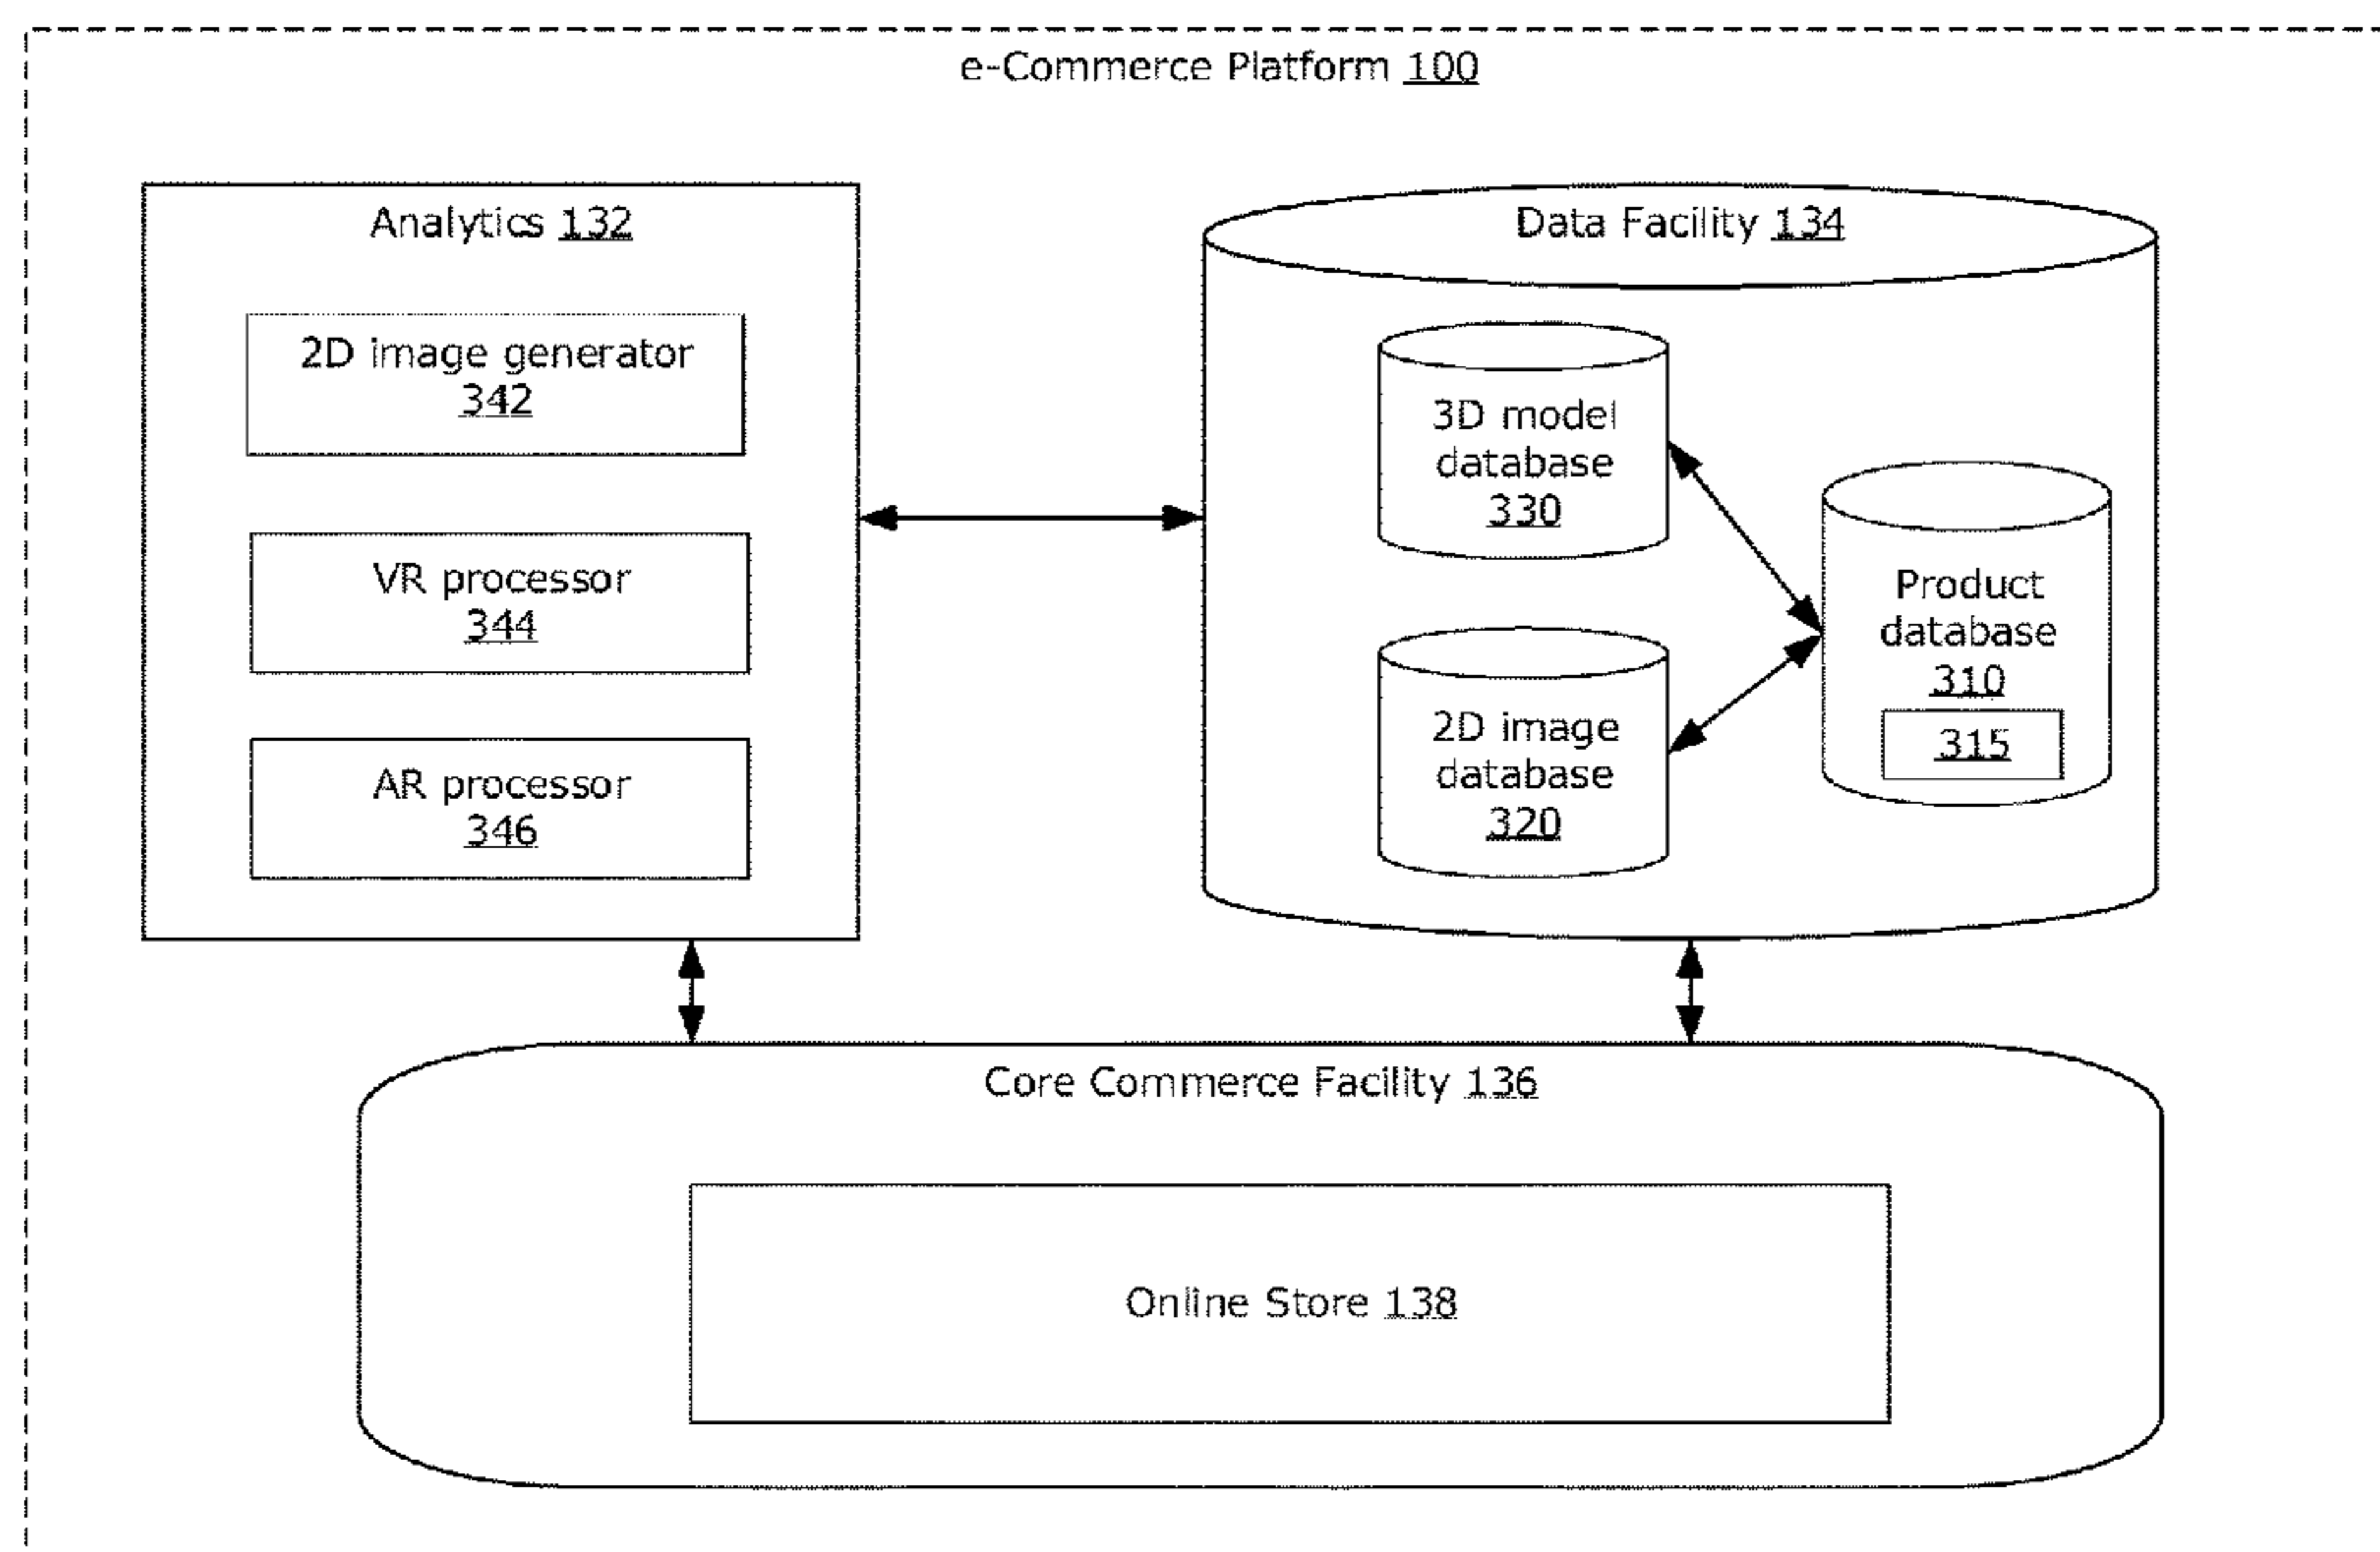 e-Commerce Platform 100
Analytics 132
2D image generator
342
VR processor
344
AR processor
346
Data Facility 134
3D model
database
330
2D image
database
320
Product
database
310
315
Core Commerce Facility 136
Online Store 138